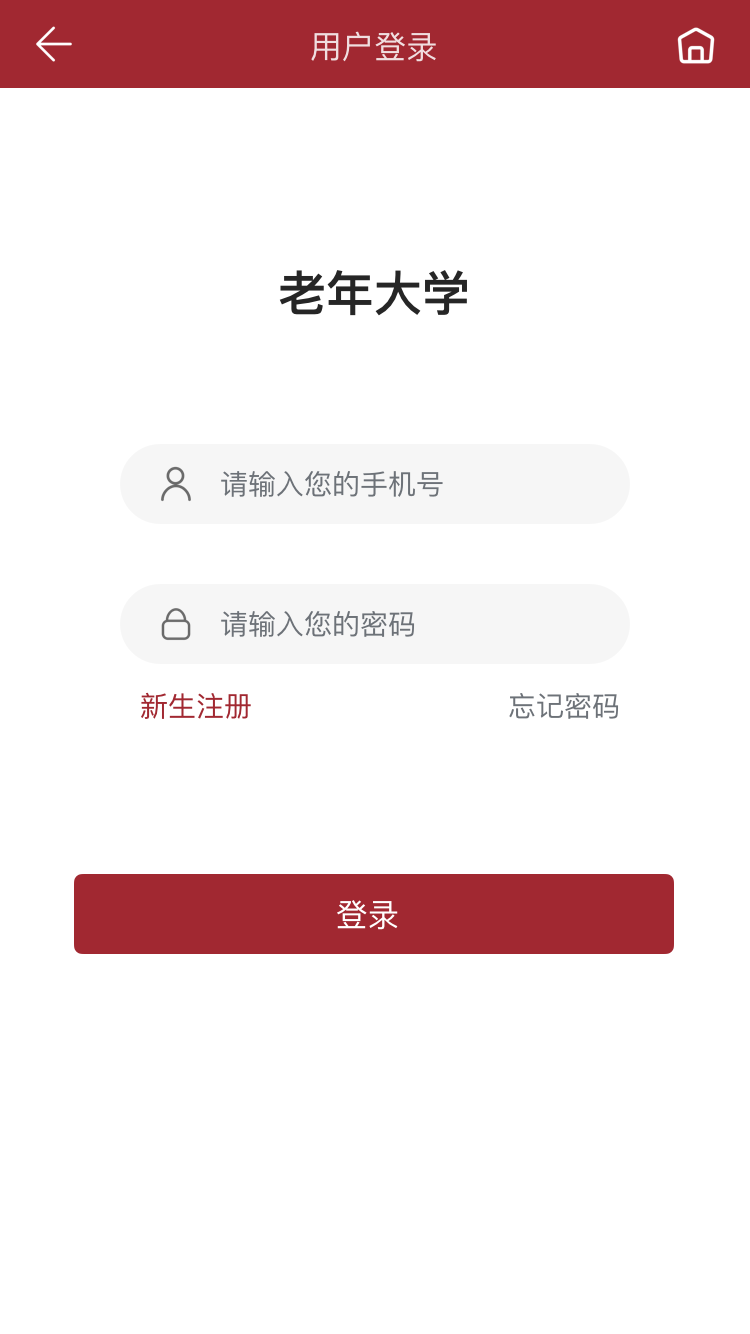 用户登录
老年大学
请输入您的手机号
请输入您的密码
新生注册 忘记密码
登录